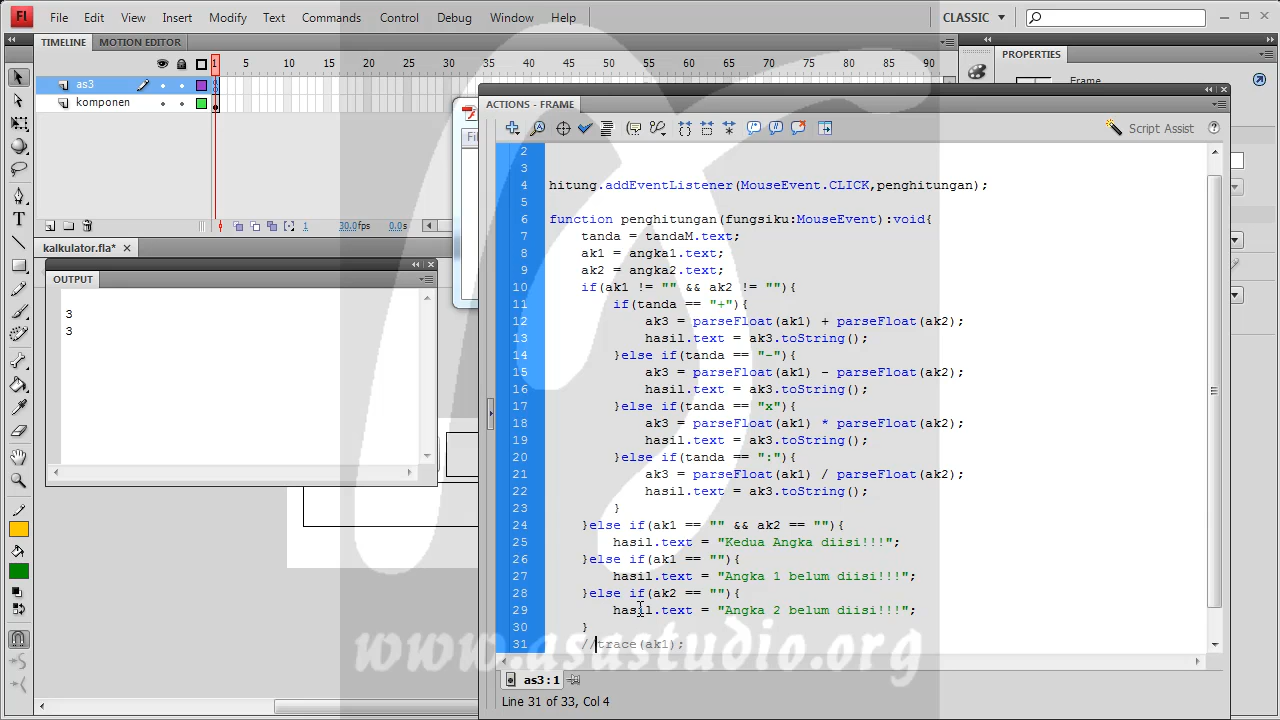 Fl File Edit View Insert Modify Text Commands Control Debug Window Help CLASSIC
TIMELINE MOTION EDITOR
PROPERTIES
1 5 10 15 20 25 30 35 40 45 50 55 60 65 70 75 80 85 90
as3
Frame
komponen
ACTIONS - FRAME
Script Assist
1 30.0fps 0.0s
kalkulator.fla*
OUTPUT
3
3
2
3
4 hitung.addEventListener(MouseEvent.CLICK,penghitungan);
5
6 function penghitungan(fungsiku:MouseEvent):void{
7 tanda = tandaM.text;
8 ak1 = angka1.text;
9 ak2 = angka2.text;
10 if(ak1 != "" && ak2 != ""){
11 if(tanda == "+"){
12 ak3 = parseFloat(ak1) + parseFloat(ak2);
13 hasil.text = ak3.toString();
14 }else if(tanda == "-"){
15 ak3 = parseFloat(ak1) - parseFloat(ak2);
16 hasil.text = ak3.toString();
17 }else if(tanda == "x"){
18 ak3 = parseFloat(ak1) * parseFloat(ak2);
19 hasil.text = ak3.toString();
20 }else if(tanda == ":"){
21 ak3 = parseFloat(ak1) / parseFloat(ak2);
22 hasil.text = ak3.toString();
23 }
24 }else if(ak1 == "" && ak2 == ""){
25 hasil.text = "Kedua Angka diisi!!!";
26 }else if(ak1 == ""){
27 hasil.text = "Angka 1 belum diisi!!!";
28 }else if(ak2 == ""){
29 hasil.text = "Angka 2 belum diisi!!!";
30 }
31 //trace(ak1);
www.asastudio.org
as3:1
Line 31 of 33, Col 4